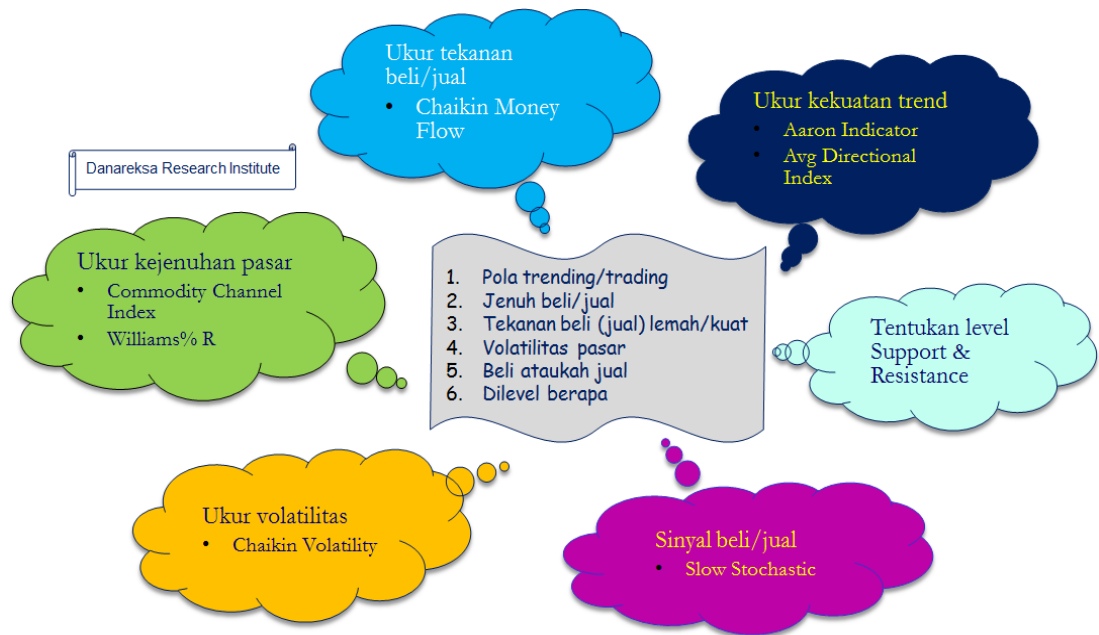 Ukur tekanan
beli/jual
• Chaikin Money
Flow
Ukur kekuatan trend
• Aaron Indicator
• Avg Directional
Index
Danareksa Research Institute
Ukur kejenuhan pasar
• Commodity Channel
Index
• Williams% R
1. Pola trending/trading
2. Jenuh beli/jual
3. Tekanan beli (jual) lemah/kuat
4. Volatilitas pasar
5. Beli ataukah jual
6. Dilevel berapa
Tentukan level
Support &
Resistance
Ukur volatilitas
• Chaikin Volatility
Sinyal beli/jual
• Slow Stochastic